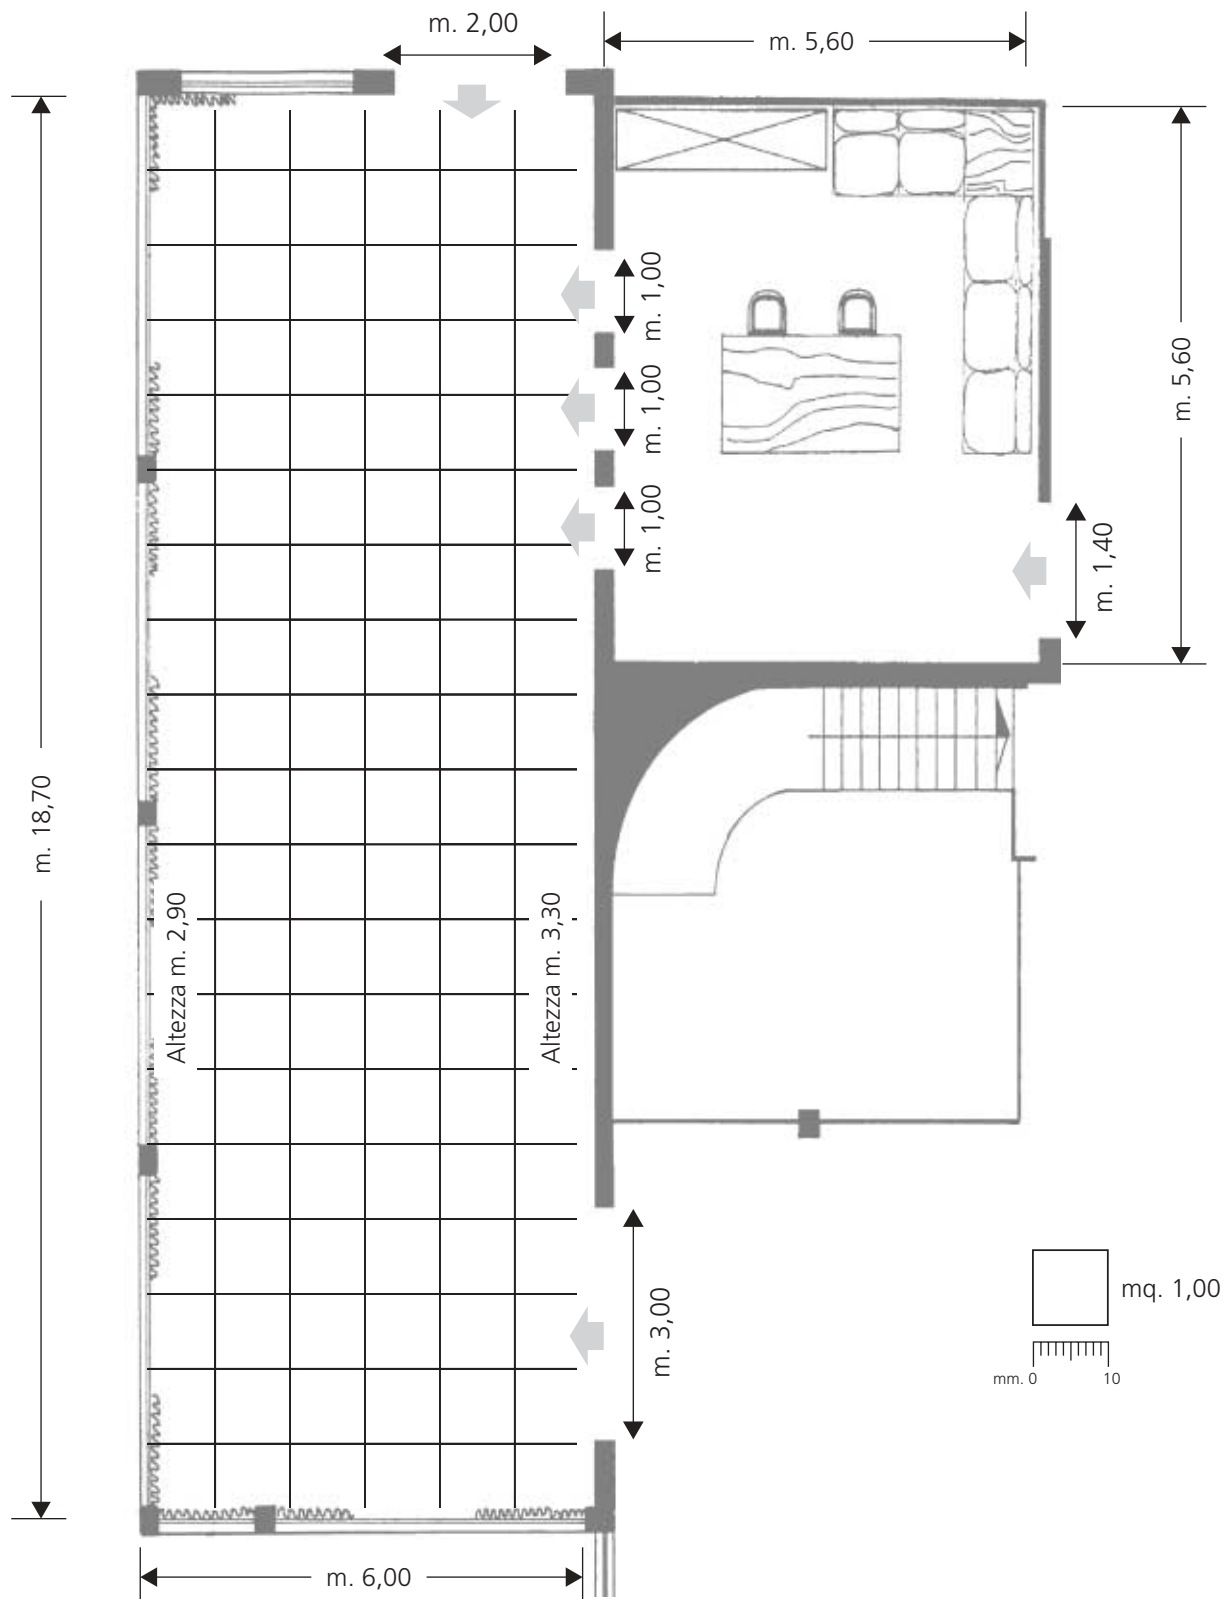 m. 2,00
m. 5,60
m. 1,00
m. 1,00
m. 1,00
m. 5,60
m. 1,40
m. 18,70
Altezza m. 2,90
Altezza m. 3,30
m. 3,00
mq. 1,00
mm. 0 10
m. 6,00